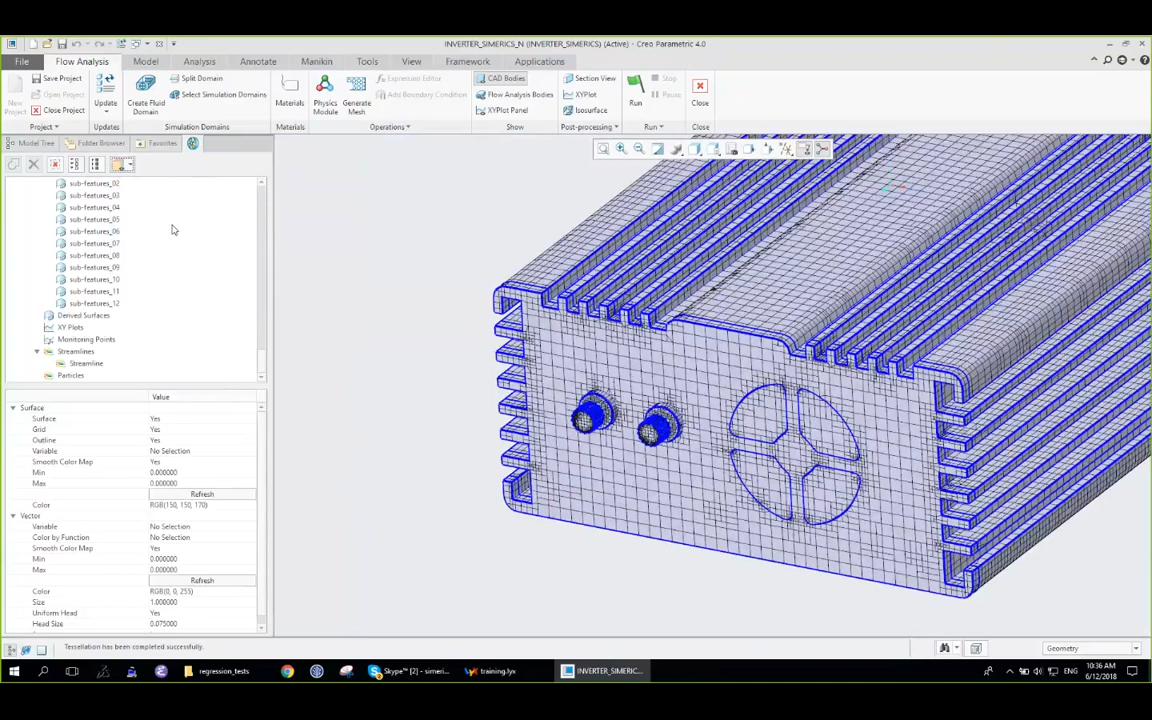 INVERTER_SIMERICS_N (INVERTER_SIMERICS) (Active) - Creo Parametric 4.0
File Flow Analysis Model Analysis Annotate Manikin Tools View Framework Applications
New Project
Save Project
Open Project
Close Project
Update
Create Fluid Domain
Split Domain
Select Simulation Domains
Materials
Physics Module
Generate Mesh
Expression Editor
Add Boundary Condition
CAD Bodies
Flow Analysis Bodies
XYPlot Panel
Section View
XYPlot
Isosurface
Run
Stop
Pause
Close
Project Updates Simulation Domains Materials Operations Show Post-processing Run Close
Model Tree Folder Browser Favorites
sub-features_02
sub-features_03
sub-features_04
sub-features_05
sub-features_06
sub-features_07
sub-features_08
sub-features_09
sub-features_10
sub-features_11
sub-features_12
Derived Surfaces
XY Plots
Monitoring Points
Streamlines
Streamline
Particles
Value
Surface
Surface Yes
Grid Yes
Outline Yes
Variable No Selection
Smooth Color Map Yes
Min 0.000000
Max 0.000000
Refresh
Color RGB(150, 150, 170)
Vector
Variable No Selection
Color by Function No Selection
Smooth Color Map Yes
Min 0.000000
Max 0.000000
Refresh
Color RGB(0, 0, 255)
Size 1.000000
Uniform Head Yes
Head Size 0.075000
Tessellation has been completed successfully.
Geometry
regression_tests
Skype™ [2] - simeri...
training.lyx
INVERTER_SIMERIC...
ENG
10:36 AM
6/12/2018